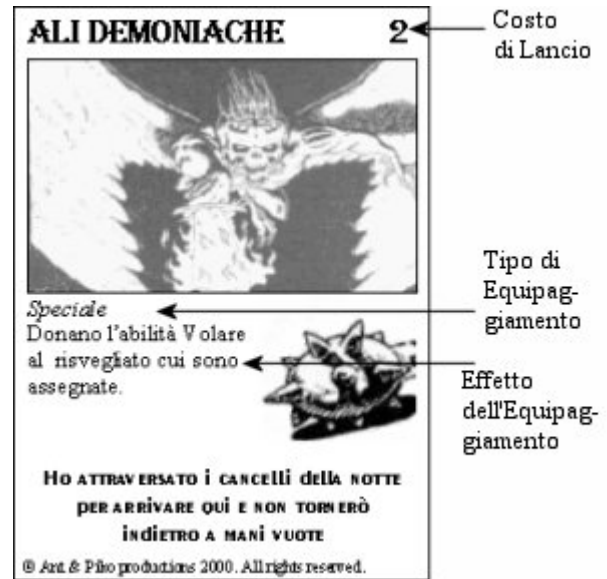 ALI DEMONIACHE 2
Costo
di Lancio
Tipo di
Equipag-
giamento
Speciale
Donano l'abilità Volare
al risvegliato cui sono
assegnate.
Effetto
dell'Equipag-
giamento
Ho attraversato i cancelli della notte
per arrivare qui e non tornerò
indietro a mani vuote
© Ant & Piko productions 2000. All rights reserved.